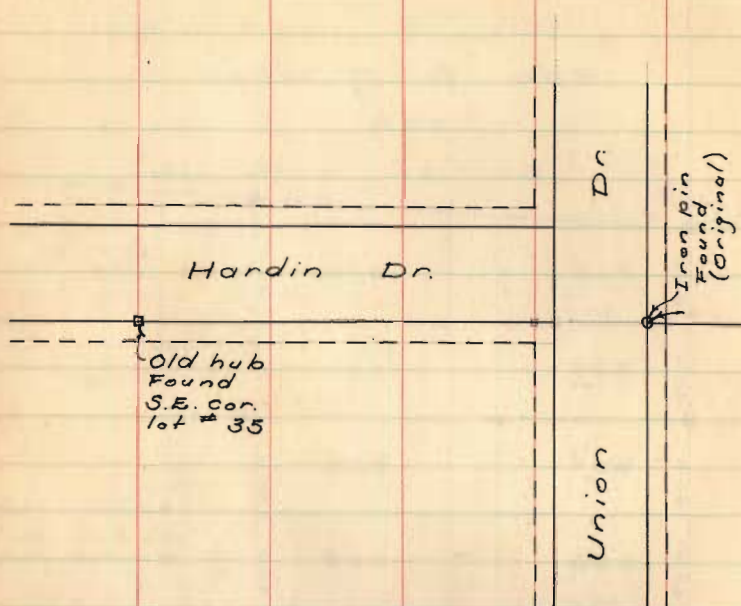 Hardin Dr.
Old hub
Found
S.E. cor.
lot # 35
Union Dr.
Iron pin
Found
(Original)